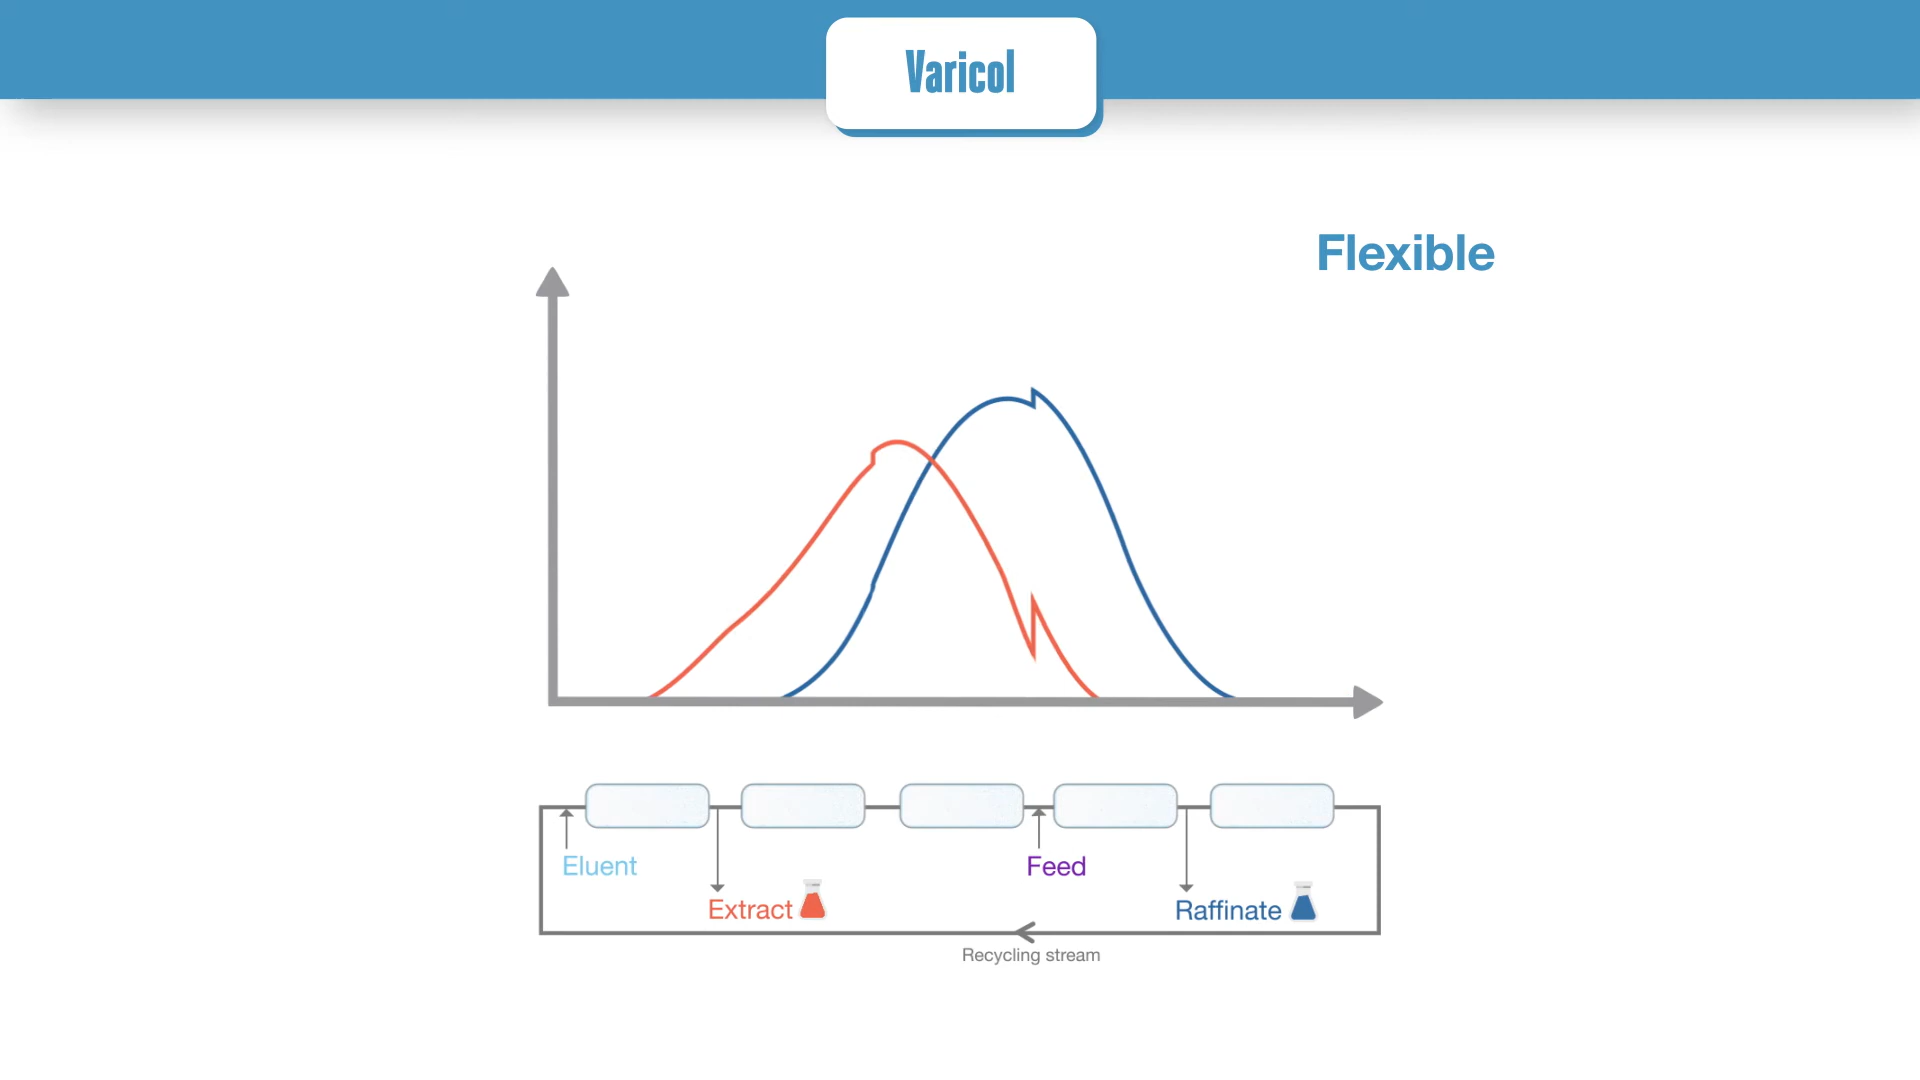 Varicol
Flexible
Eluent
Feed
Extract
Raffinate
Recycling stream